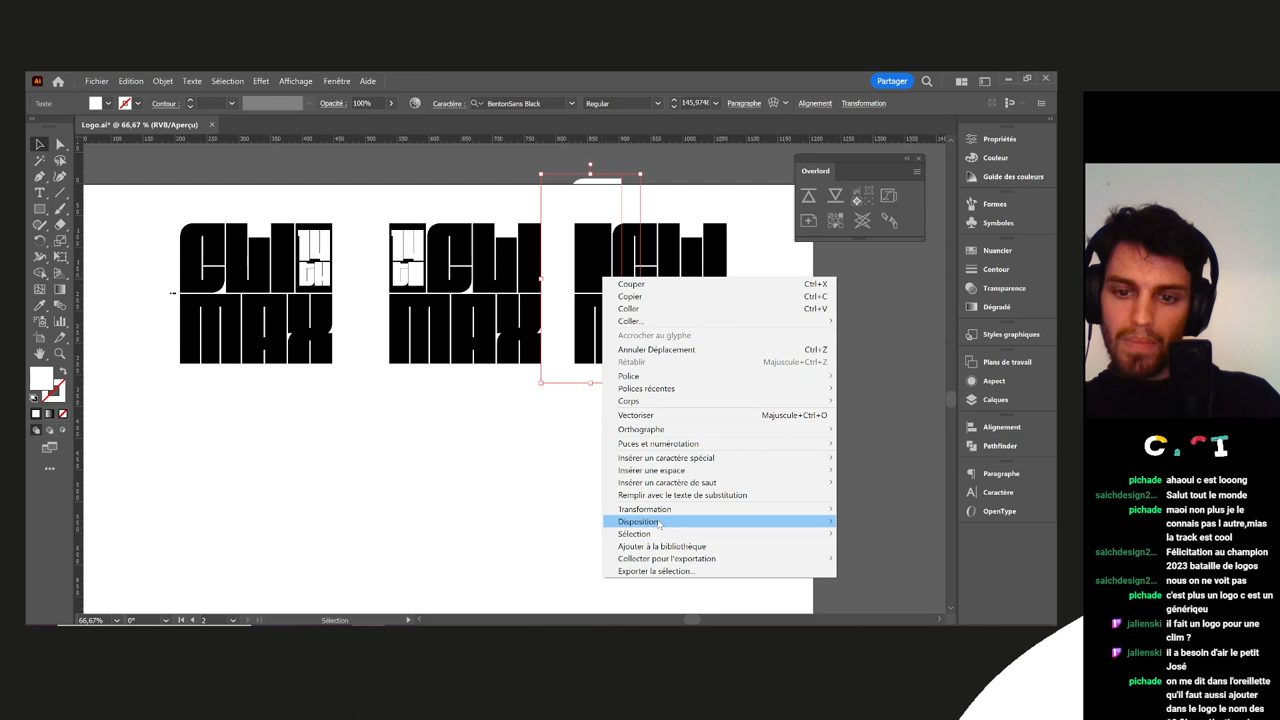 Ai
Fichier Edition Objet Texte Sélection Effet Affichage Fenêtre Aide
Partager
Texte
Contour :
Opacité : 100%
Caractère :
BentonSans Black
Regular
Paragraphe
Alignement
Transformation
Logo.ai* @ 66,67 % (RVB/Aperçu)
Overlord
MAX
MAX
Couper Ctrl+X
Copier Ctrl+C
Coller Ctrl+V
Coller...
Accrocher au glyphe
Annuler Déplacement Ctrl+Z
Rétablir Majuscule+Ctrl+Z
Police
Polices récentes
Corps
Vectoriser Majuscule+Ctrl+O
Orthographe
Puces et numérotation
Insérer un caractère spécial
Insérer une espace
Insérer un caractère de saut
Remplir avec le texte de substitution
Transformation
Disposition
Sélection
Ajouter à la bibliothèque
Collecter pour l'exportation
Exporter la sélection...
Propriétés
Couleur
Guide des couleurs
Formes
Symboles
Nuancier
Contour
Transparence
Dégradé
Styles graphiques
Plans de travail
Aspect
Calques
Alignement
Pathfinder
Paragraphe
Caractère
OpenType
66,67%
0°
2
Sélection
pichade ahaoui c est looong
saichdesign2... Salut tout le monde
pichade maoi non plus je le
connais pas l autre,mias
la track est cool
saichdesign2... Félicitation au champion
2023 bataille de logos
saichdesign2... nous on ne voit pas
pichade c'est plus un logo c est un
génériqeu
jalienski il fait un logo pour une
clim ?
jalienski il a besoin d'air le petit
José
pichade on me dit dans l'oreillette
qu'il faut aussi ajouter
dans le logo le nom des